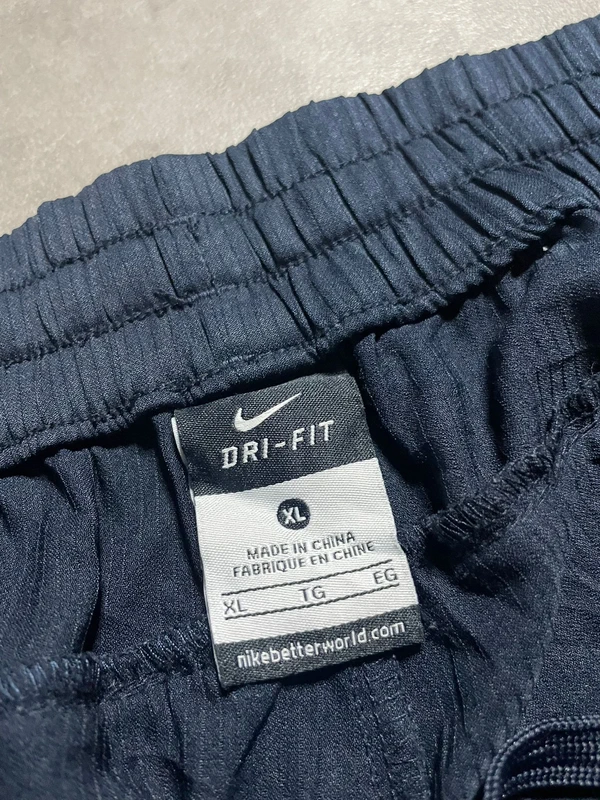 DRI-FIT
XL
MADE IN CHINA
FABRIQUE EN CHINE
XL TG EG
nikebetterworld.com